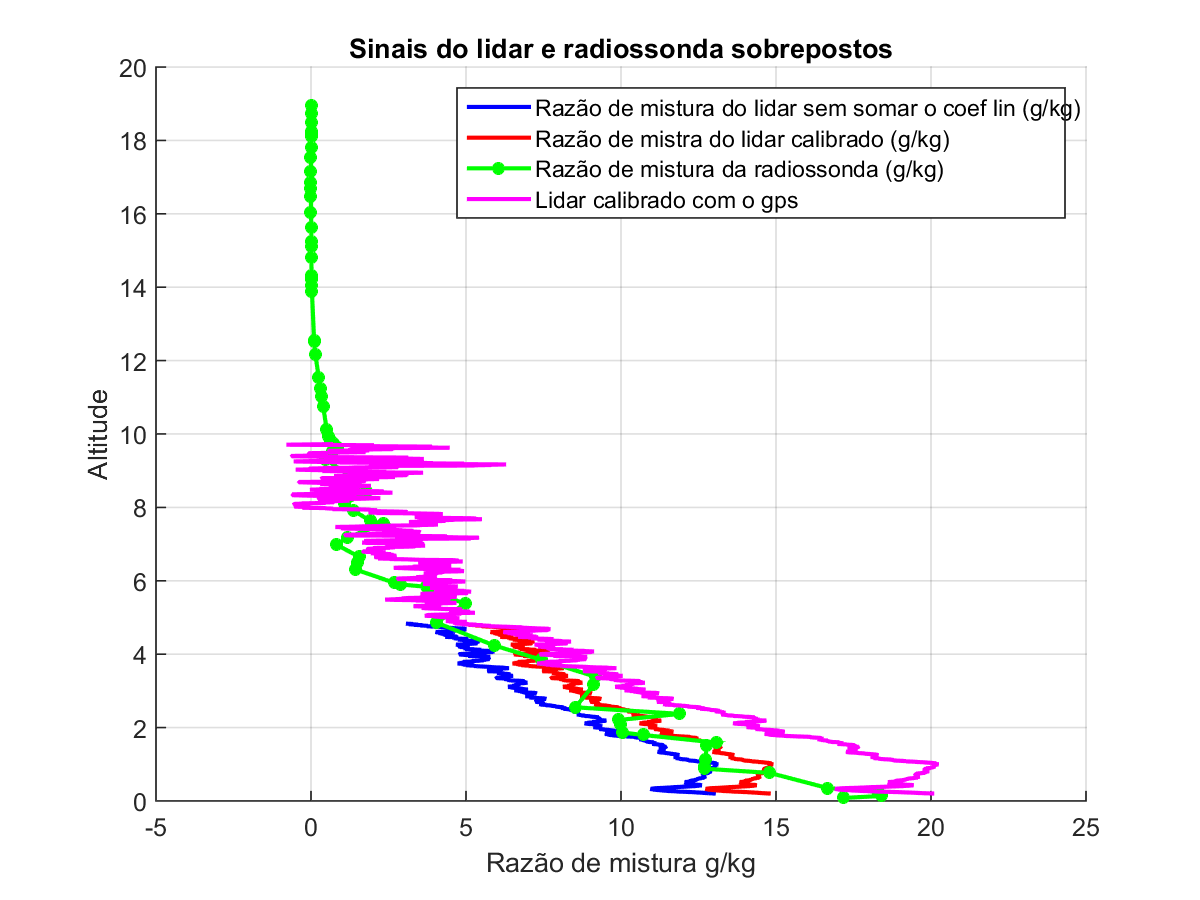 Sinais do lidar e radiossonda sobrepostos
20
18
16
14
12
10
8
6
4
2
0
Altitude
Razão de mistura do lidar sem somar o coef lin (g/kg)
Razão de mistra do lidar calibrado (g/kg)
Razão de mistura da radiossonda (g/kg)
Lidar calibrado com o gps
-5
0
5
10
15
20
25
Razão de mistura g/kg